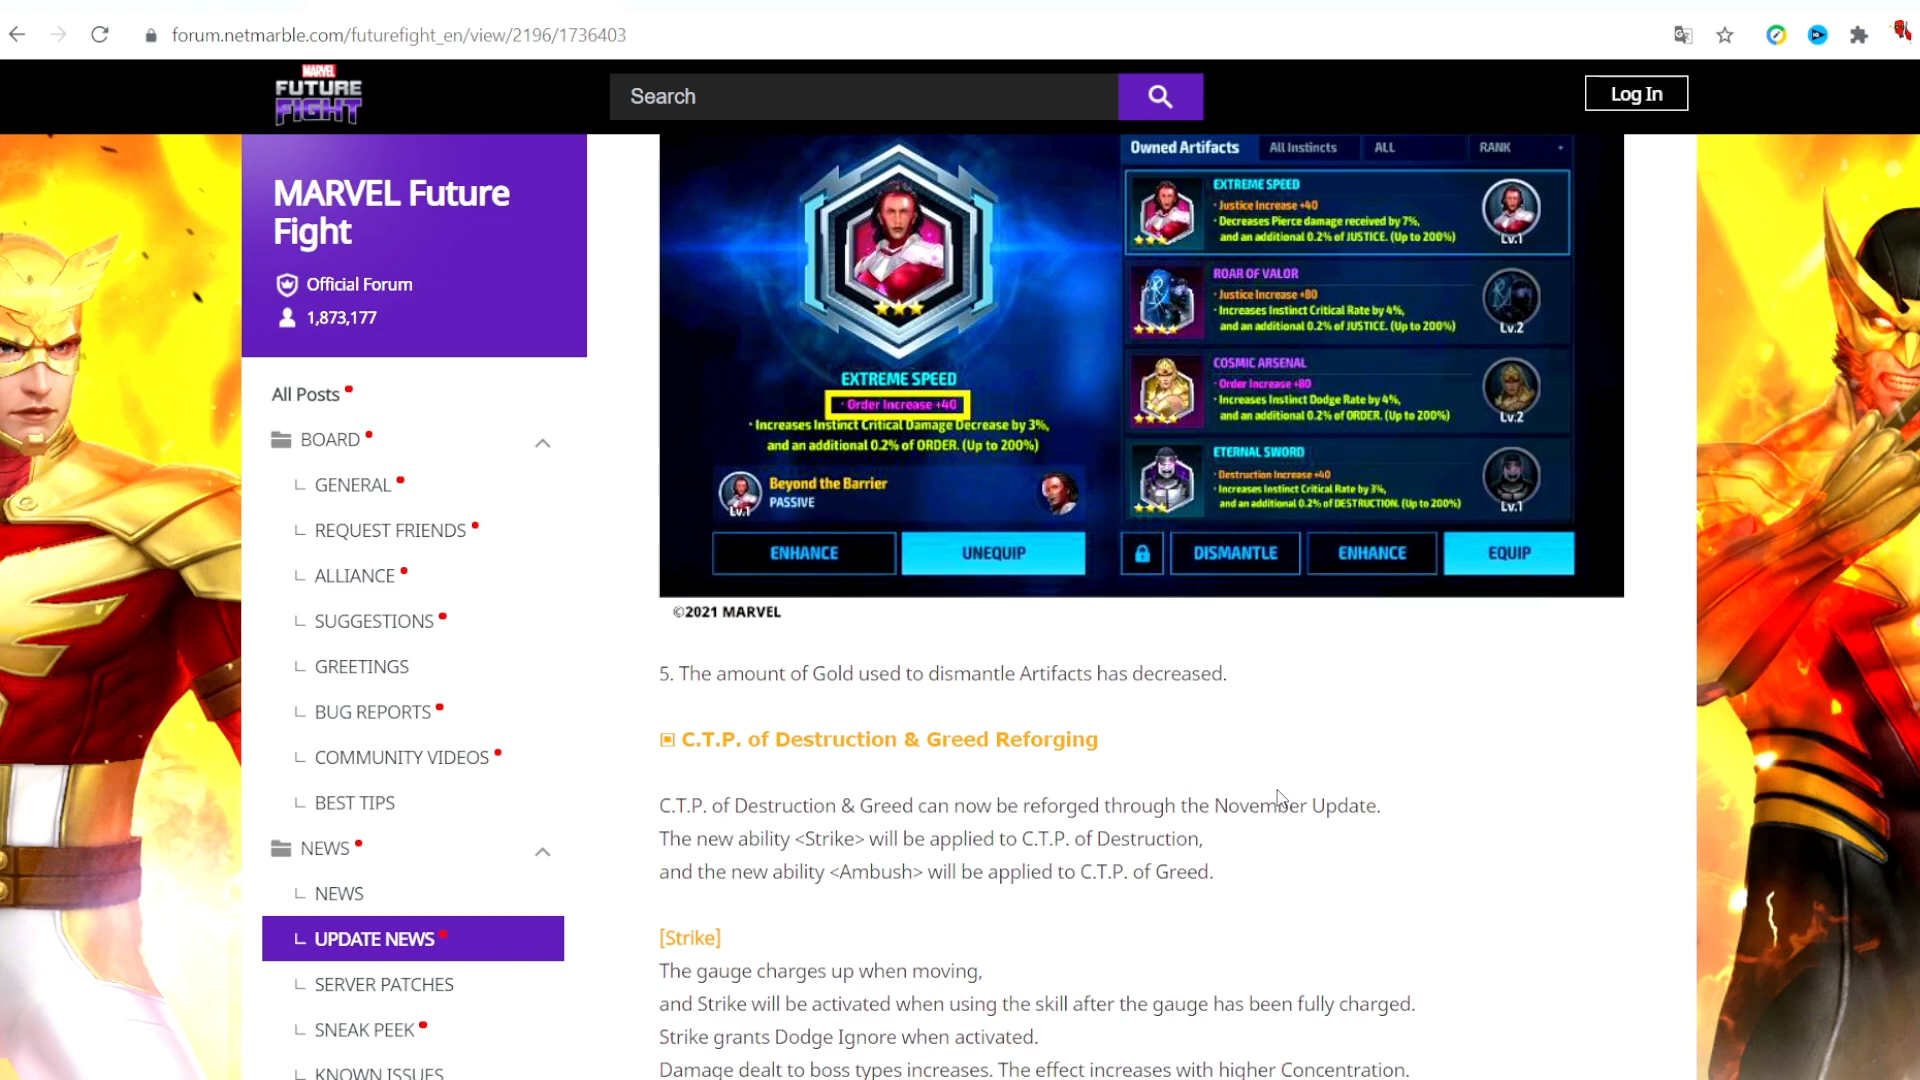 forum.netmarble.com/futurefight_en/view/2196/1736403
MARVEL
FUTURE
FIGHT
Search
Log In
MARVEL Future
Fight
Official Forum
1,873,177
All Posts
BOARD
GENERAL
REQUEST FRIENDS
ALLIANCE
SUGGESTIONS
GREETINGS
BUG REPORTS
COMMUNITY VIDEOS
BEST TIPS
NEWS
NEWS
UPDATE NEWS
SERVER PATCHES
SNEAK PEEK
KNOWN ISSUES
EXTREME SPEED
· Order Increase +40
· Increases Instinct Critical Damage Decrease by 3%,
and an additional 0.2% of ORDER. (Up to 200%)
Lv.1
Beyond the Barrier
PASSIVE
ENHANCE
UNEQUIP
Owned Artifacts
All Instincts
ALL
RANK
EXTREME SPEED
· Justice Increase +40
· Decreases Pierce damage received by 7%,
and an additional 0.2% of JUSTICE. (Up to 200%)
Lv.1
ROAR OF VALOR
· Justice Increase +80
· Increases Instinct Critical Rate by 4%,
and an additional 0.2% of JUSTICE. (Up to 200%)
Lv.2
COSMIC ARSENAL
· Order Increase +80
· Increases Instinct Dodge Rate by 4%,
and an additional 0.2% of ORDER. (Up to 200%)
Lv.2
ETERNAL SWORD
· Destruction Increase +40
· Increases Instinct Critical Rate by 3%,
and an additional 0.2% of DESTRUCTION. (Up to 200%)
Lv.1
DISMANTLE
ENHANCE
EQUIP
©2021 MARVEL
5. The amount of Gold used to dismantle Artifacts has decreased.
▣ C.T.P. of Destruction & Greed Reforging
C.T.P. of Destruction & Greed can now be reforged through the November Update.
The new ability <Strike> will be applied to C.T.P. of Destruction,
and the new ability <Ambush> will be applied to C.T.P. of Greed.
[Strike]
The gauge charges up when moving,
and Strike will be activated when using the skill after the gauge has been fully charged.
Strike grants Dodge Ignore when activated.
Damage dealt to boss types increases. The effect increases with higher Concentration.